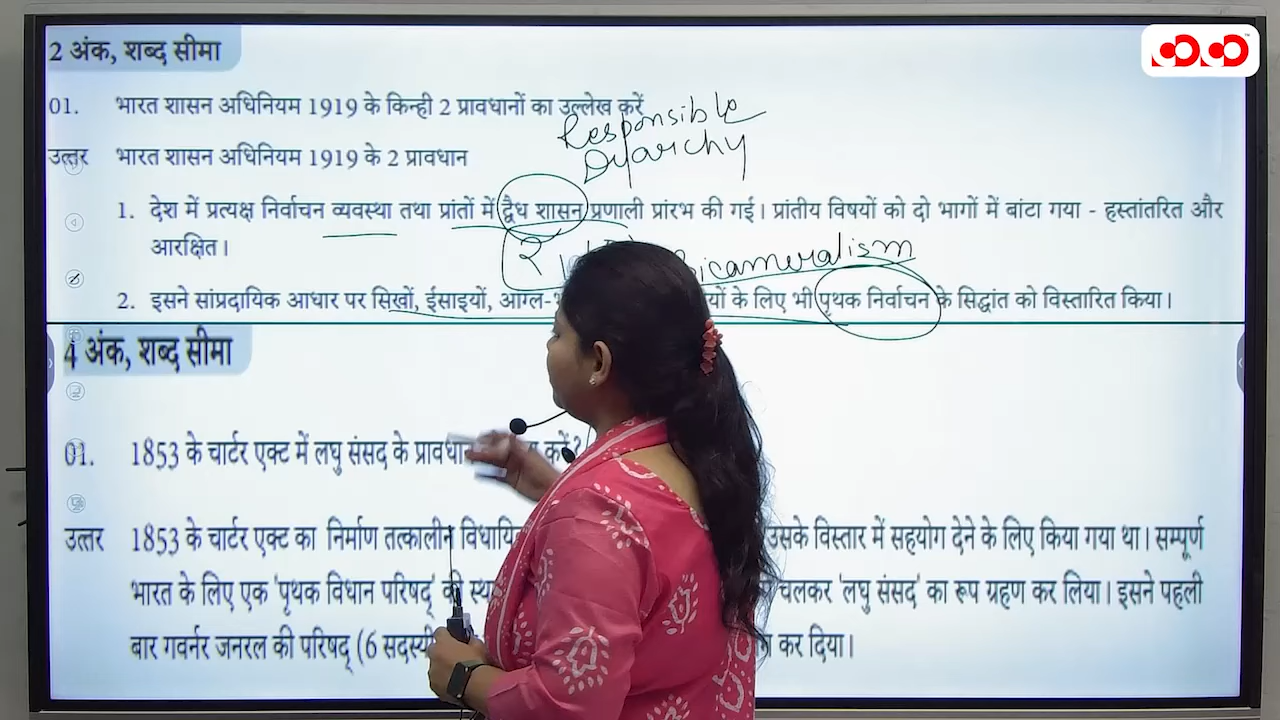 2 अंक, शब्द सीमा
01. भारत शासन अधिनियम 1919 के किन्ही 2 प्रावधानों का उल्लेख करें
Responsible
Dyarchy
उत्तर भारत शासन अधिनियम 1919 के 2 प्रावधान
1. देश में प्रत्यक्ष निर्वाचन व्यवस्था तथा प्रांतों में द्वैध शासन प्रणाली प्रारंभ की गई। प्रांतीय विषयों को दो भागों में बांटा गया - हस्तांतरित और
आरक्षित।
2. इसने सांप्रदायिक आधार पर सिखों, ईसाइयों, आंग्ल- के लिए भी पृथक निर्वाचन के सिद्धांत को विस्तारित किया।
4 अंक, शब्द सीमा
01. 1853 के चार्टर एक्ट में लघु संसद के करें?
उत्तर 1853 के चार्टर एक्ट का निर्माण तत्कालीन उसके विस्तार में सहयोग देने के लिए किया गया था। सम्पूर्ण
भारत के लिए एक 'पृथक विधान परिषद्' की चलकर 'लघु संसद' का रूप ग्रहण कर लिया। इसने पहली
बार गवर्नर जनरल की परिषद् (6 कर दिया।